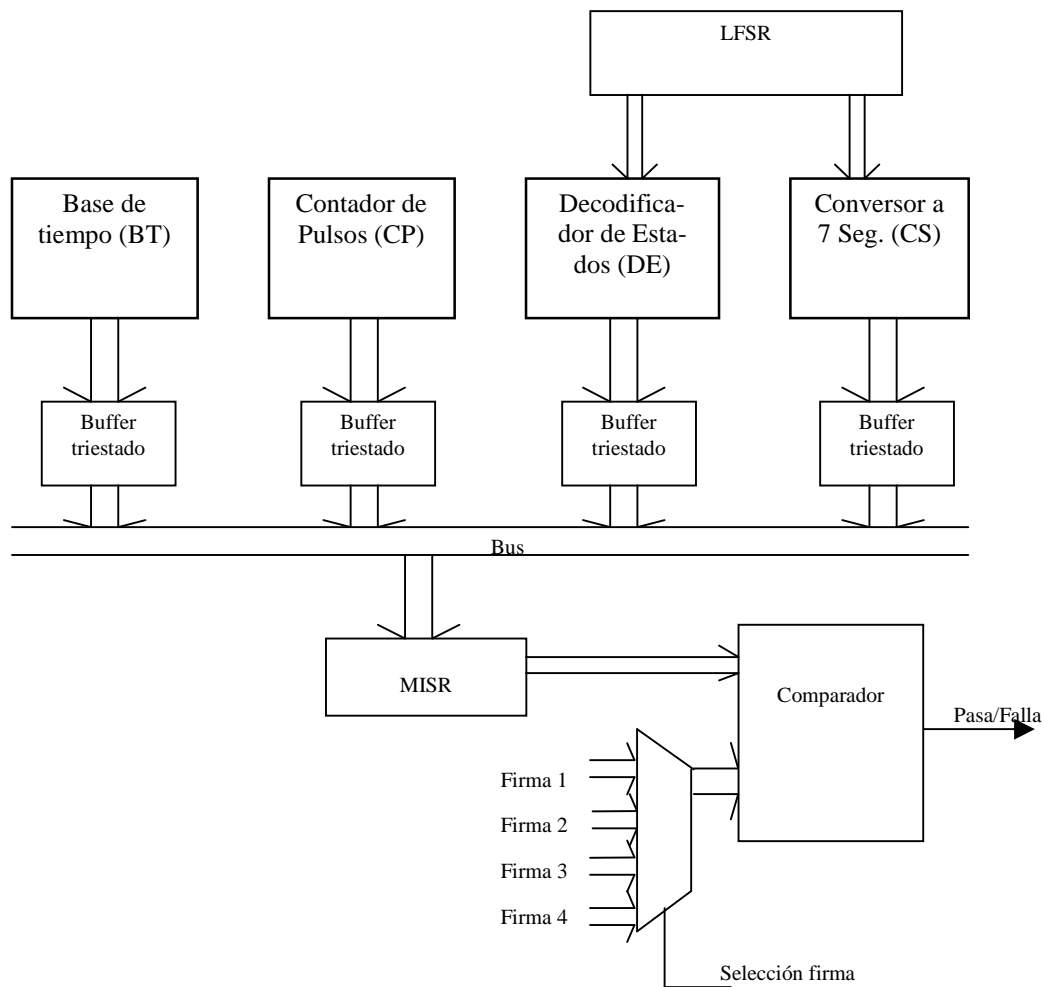 LFSR
Base de
tiempo (BT)
Contador de
Pulsos (CP)
Decodifica-
dor de Esta-
dos (DE)
Conversor a
7 Seg. (CS)
Buffer
triestado
Buffer
triestado
Buffer
triestado
Buffer
triestado
Bus
MISR
Comparador
Pasa/Falla
Firma 1
Firma 2
Firma 3
Firma 4
Selección firma